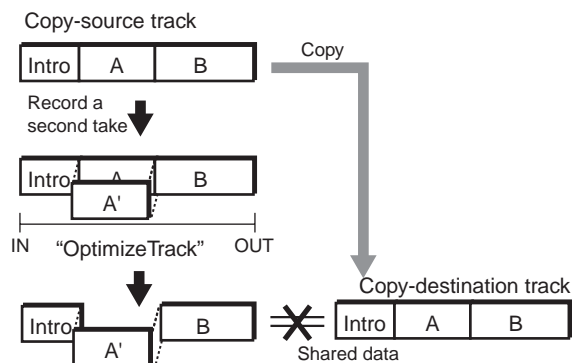 Copy-source track
Intro A B
Copy
Record a
second take
Intro A B
A'
IN "OptimizeTrack" OUT
Copy-destination track
Intro B Intro A B
A'
Shared data